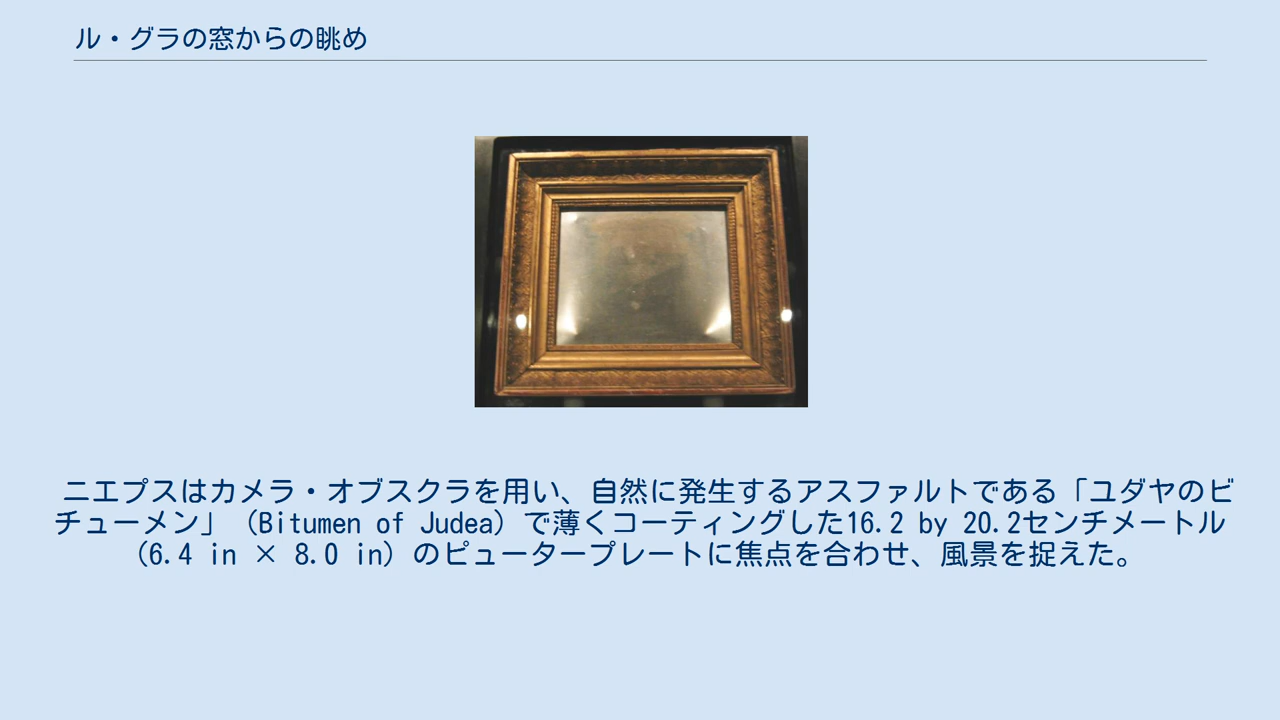 ル・グラの窓からの眺め
ニエプスはカメラ・オブスクラを用い、自然に発生するアスファルトである「ユダヤのビ
チューメン」（Bitumen of Judea）で薄くコーティングした16.2 by 20.2センチメートル
（6.4 in × 8.0 in）のピュータープレートに焦点を合わせ、風景を捉えた。